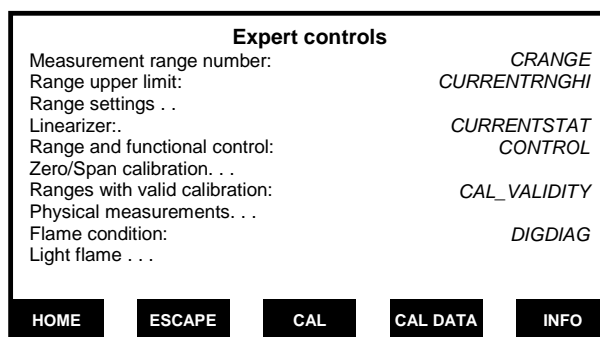 Expert controls
Measurement range number: CRANGE
Range upper limit: CURRENTRNGHI
Range settings . .
Linearizer:. CURRENTSTAT
Range and functional control: CONTROL
Zero/Span calibration. . .
Ranges with valid calibration: CAL_VALIDITY
Physical measurements. . .
Flame condition: DIGDIAG
Light flame . . .
HOME ESCAPE CAL CAL DATA INFO